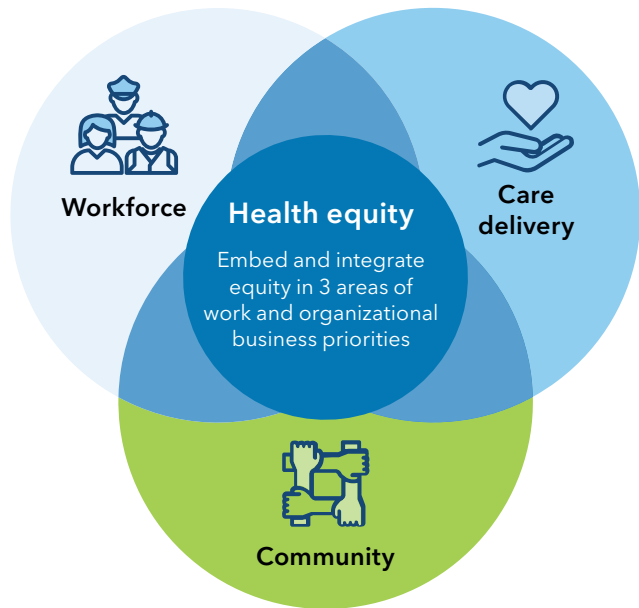 Workforce
Care
delivery
Health equity
Embed and integrate
equity in 3 areas of
work and organizational
business priorities
Community